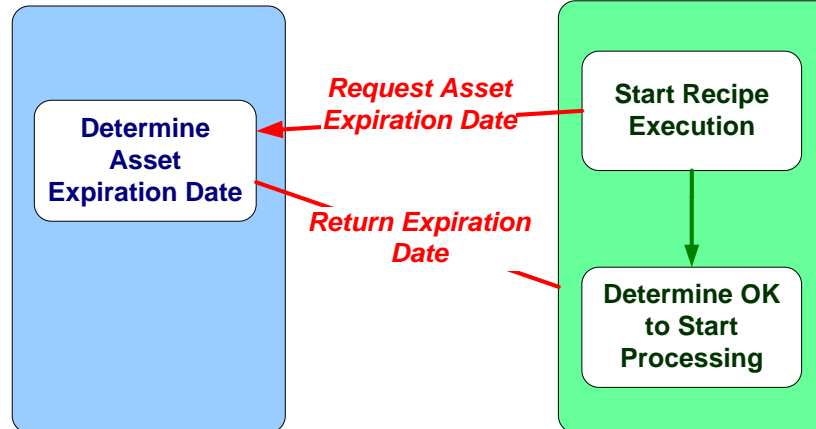 Request Asset
Expiration Date
Start Recipe
Execution
Determine
Asset
Expiration Date
Return Expiration
Date
Determine OK
to Start
Processing